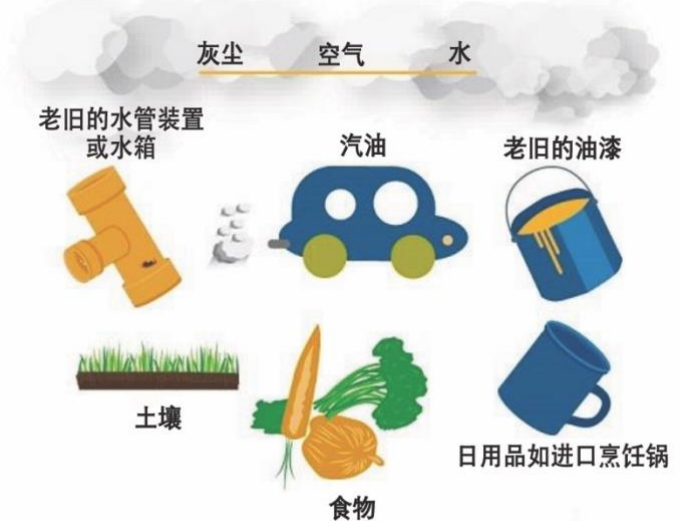 灰尘 空气 水
老旧的水管装置
或水箱
汽油
老旧的油漆
土壤
食物
日用品如进口烹饪锅